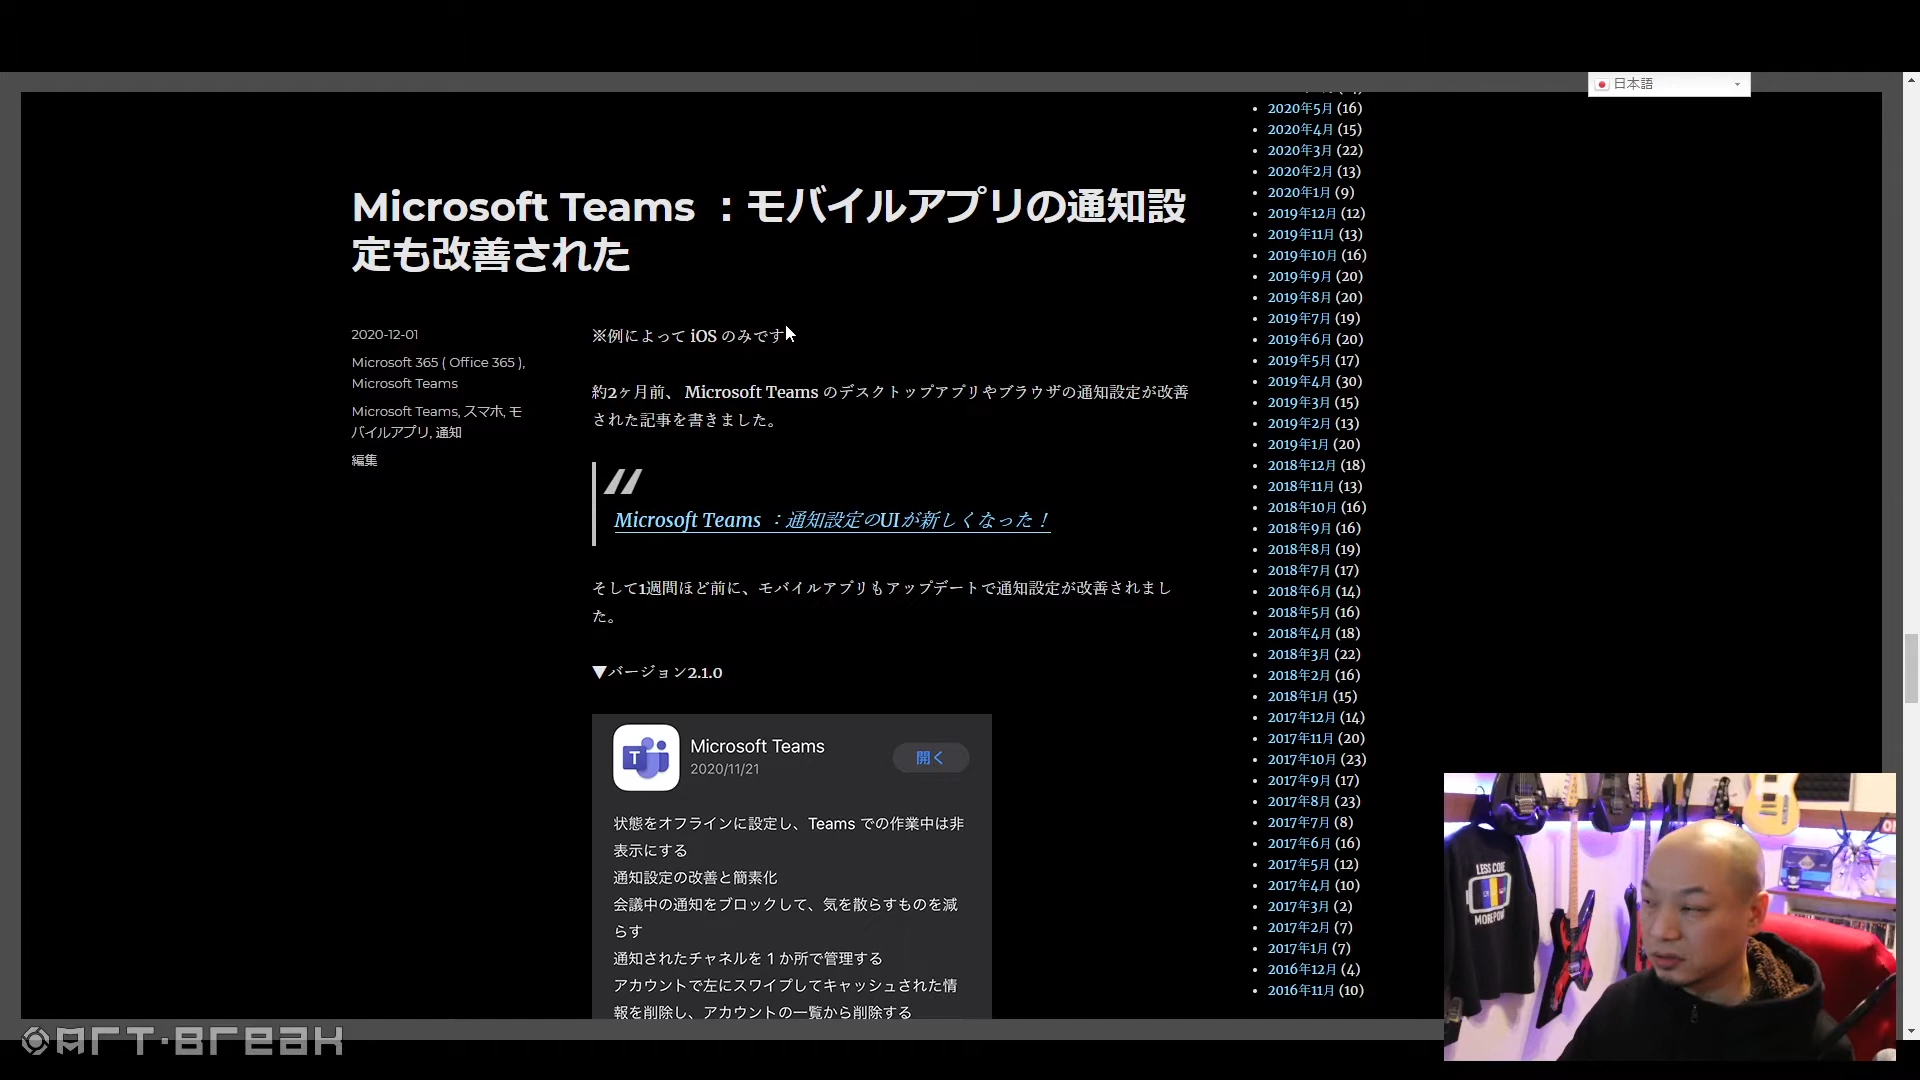 日本語
Microsoft Teams ：モバイルアプリの通知設
定も改善された
2020-12-01
Microsoft 365 ( Office 365 ),
Microsoft Teams
Microsoft Teams, スマホ, モ
バイルアプリ, 通知
編集
※例によって iOS のみです
約2ヶ月前、 Microsoft Teams のデスクトップアプリやブラウザの通知設定が改善
された記事を書きました。
Microsoft Teams ：通知設定のUIが新しくなった！
そして1週間ほど前に、モバイルアプリもアップデートで通知設定が改善されまし
た。
▼バージョン2.1.0
Microsoft Teams
2020/11/21
開く
状態をオフラインに設定し、Teams での作業中は非
表示にする
通知設定の改善と簡素化
会議中の通知をブロックして、気を散らすものを減
らす
通知されたチャネルを 1 か所で管理する
アカウントで左にスワイプしてキャッシュされた情
報を削除し、アカウントの一覧から削除する
2020年5月 (16)
2020年4月 (15)
2020年3月 (22)
2020年2月 (13)
2020年1月 (9)
2019年12月 (12)
2019年11月 (13)
2019年10月 (16)
2019年9月 (20)
2019年8月 (20)
2019年7月 (19)
2019年6月 (20)
2019年5月 (17)
2019年4月 (30)
2019年3月 (15)
2019年2月 (13)
2019年1月 (20)
2018年12月 (18)
2018年11月 (13)
2018年10月 (16)
2018年9月 (16)
2018年8月 (19)
2018年7月 (17)
2018年6月 (14)
2018年5月 (16)
2018年4月 (18)
2018年3月 (22)
2018年2月 (16)
2018年1月 (15)
2017年12月 (14)
2017年11月 (20)
2017年10月 (23)
2017年9月 (17)
2017年8月 (23)
2017年7月 (8)
2017年6月 (16)
2017年5月 (12)
2017年4月 (10)
2017年3月 (2)
2017年2月 (7)
2017年1月 (7)
2016年12月 (4)
2016年11月 (10)
LESS CODE
ART-BREAK